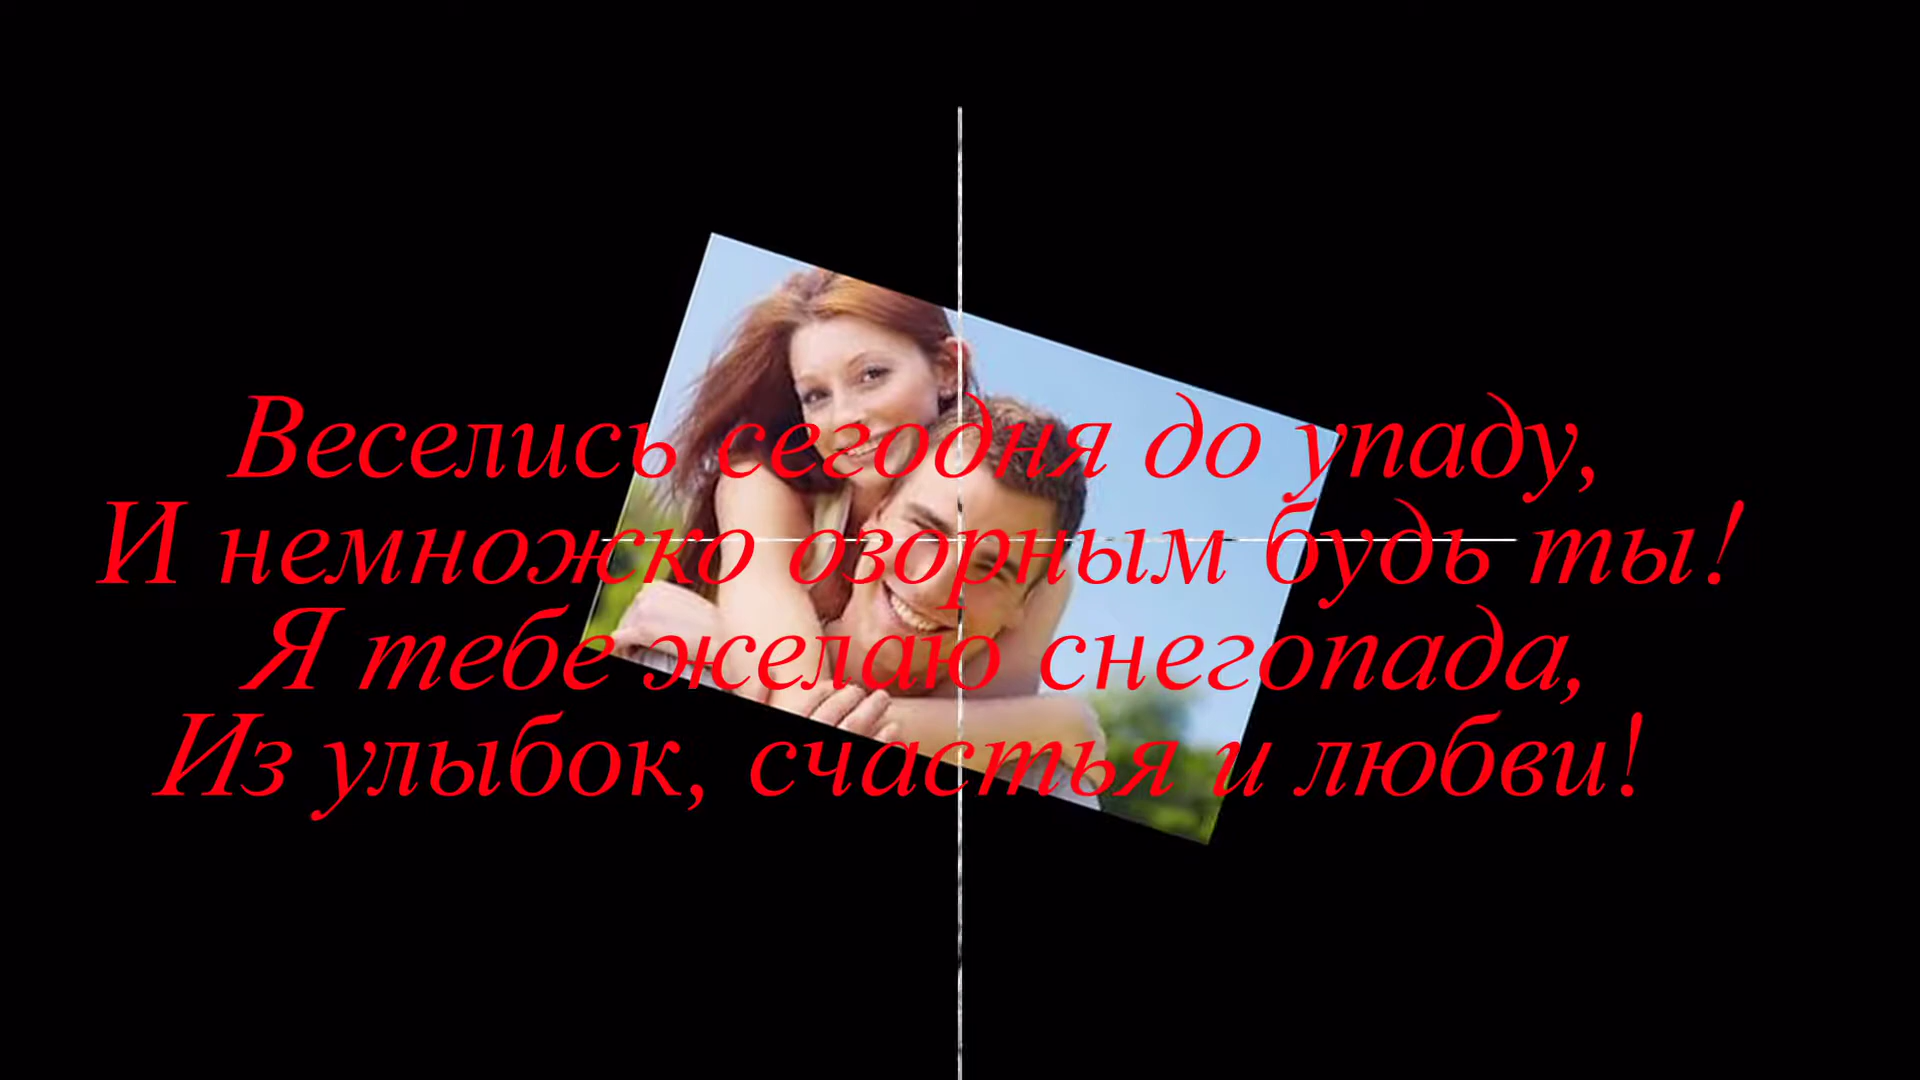 Веселись сегодня до упаду,
И немножко озорным будь ты!
Я тебе желаю снегопада,
Из улыбок, счастья и любви!